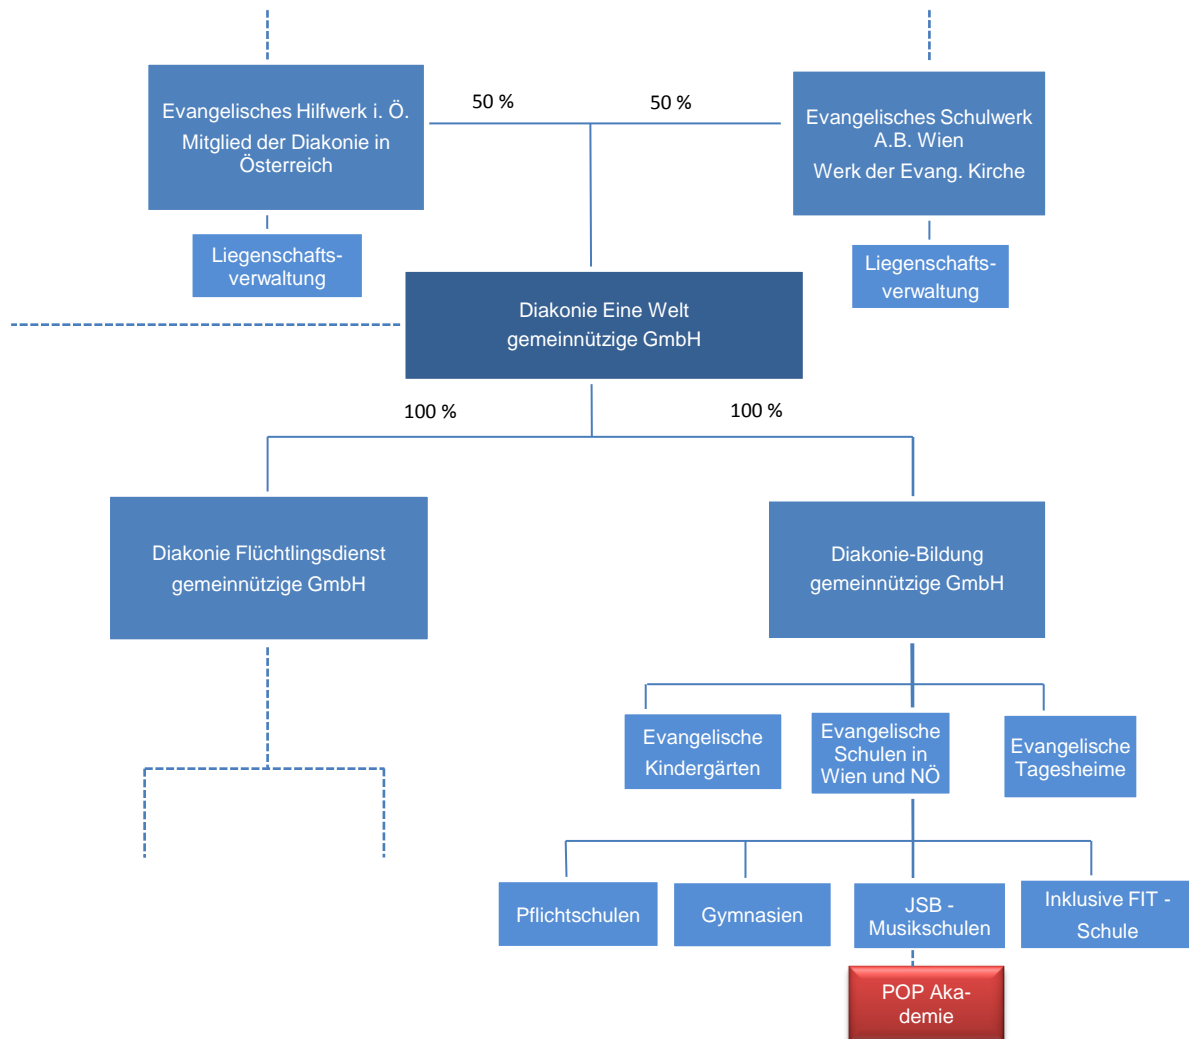 50 %
50 %
Evangelisches Hilfwerk i. Ö.
Mitglied der Diakonie in
Österreich
Evangelisches Schulwerk
A.B. Wien
Werk der Evang. Kirche
Liegenschafts-
verwaltung
Liegenschafts-
verwaltung
Diakonie Eine Welt
gemeinnützige GmbH
100 %
100 %
Diakonie Flüchtlingsdienst
gemeinnützige GmbH
Diakonie-Bildung
gemeinnützige GmbH
Evangelische
Kindergärten
Evangelische
Schulen in
Wien und NÖ
Evangelische
Tagesheime
Pflichtschulen
Gymnasien
JSB -
Musikschulen
Inklusive FIT -
Schule
POP Aka-
demie